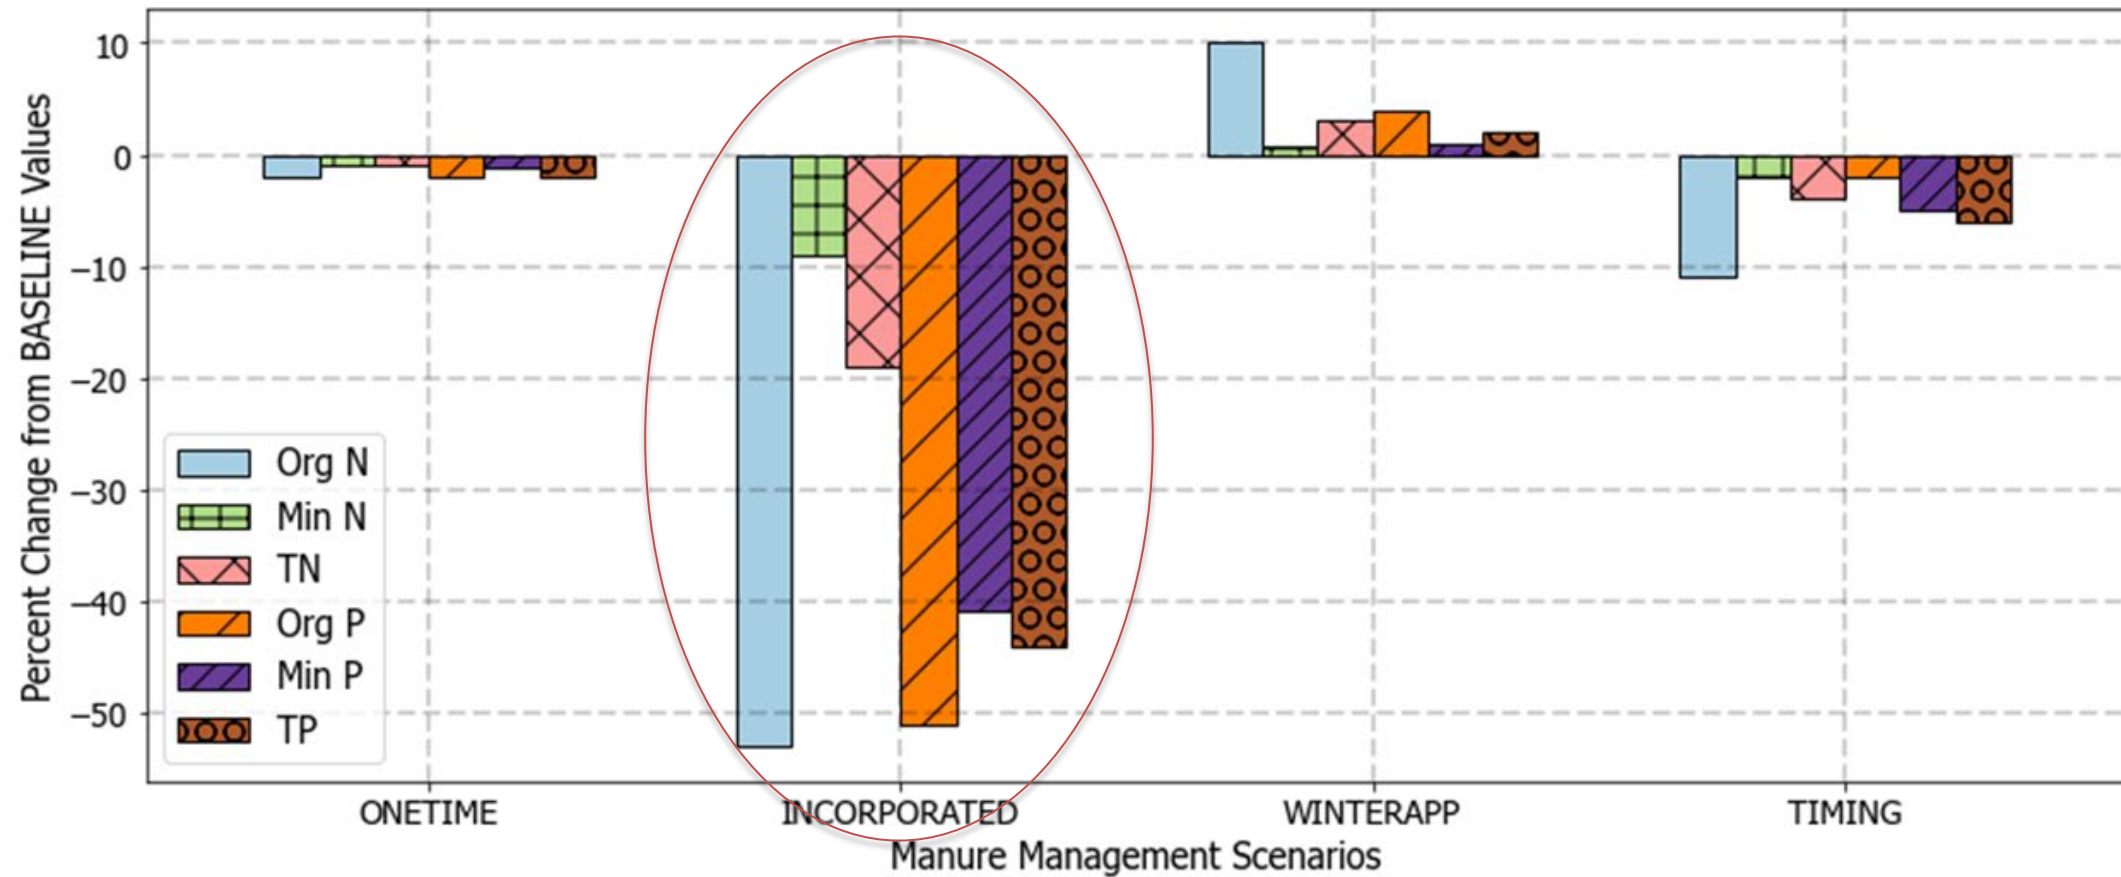 Percent Change from BASELINE Values
10
0
−10
−20
−30
−40
−50
Org N
Min N
TN
Org P
Min P
TP
ONETIME
INCORPORATED
WINTERAPP
TIMING
Manure Management Scenarios